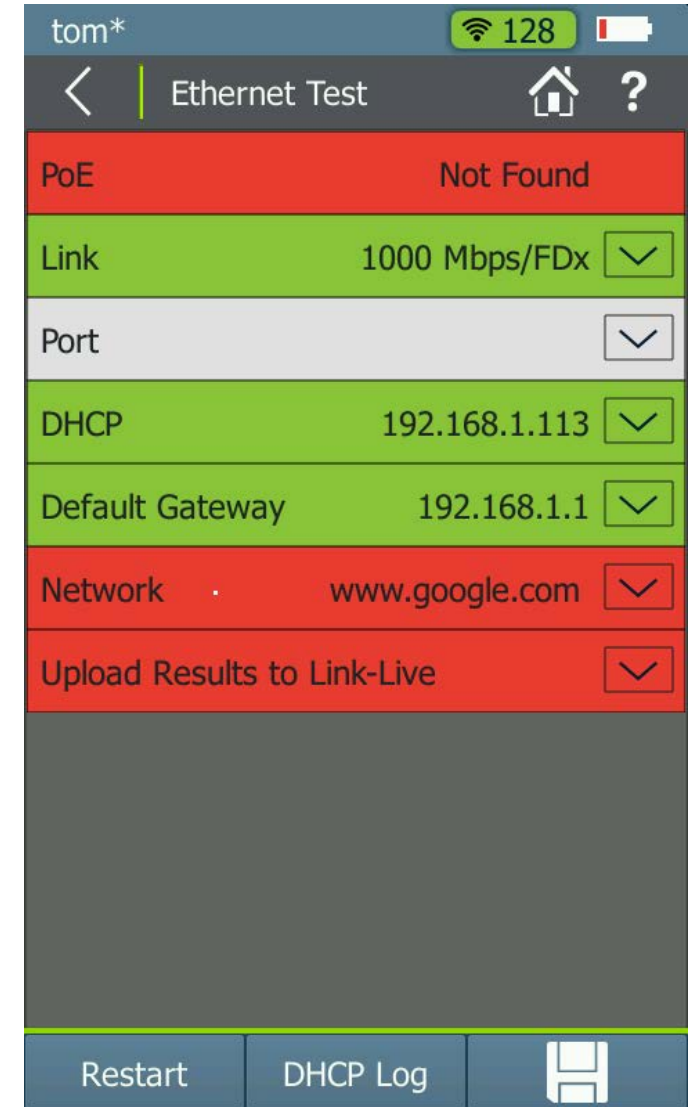 tom* 128
Ethernet Test ?
PoE Not Found
Link 1000 Mbps/FDx
Port
DHCP 192.168.1.113
Default Gateway 192.168.1.1
Network www.google.com
Upload Results to Link-Live
Restart DHCP Log